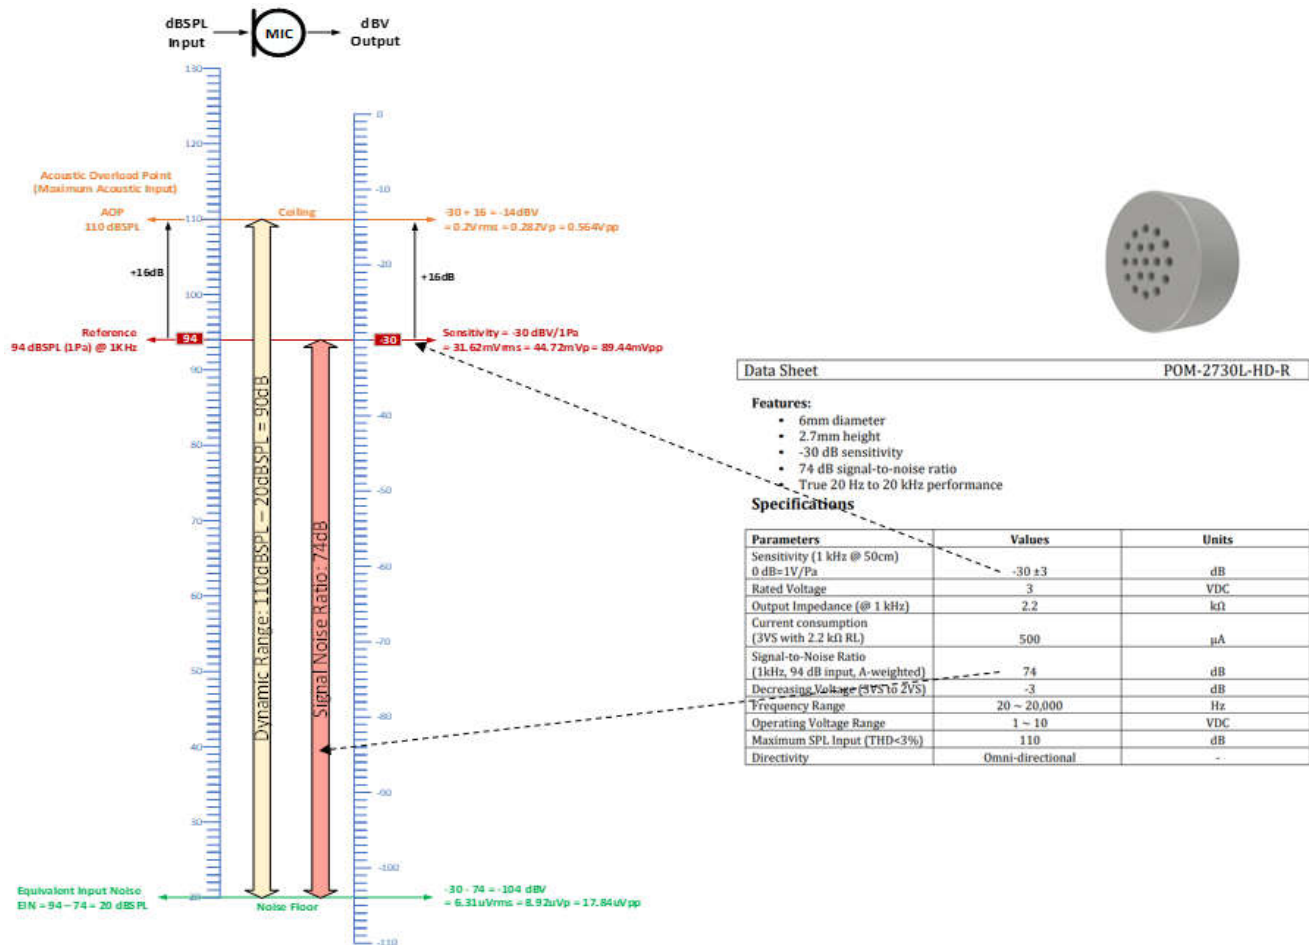 dBSPL
Input
MIC
dBV
Output
130
120
110
100
94
90
80
70
60
50
40
30
20
0
-10
-20
-30
-40
-50
-60
-70
-80
-90
-100
-110
Acoustic Overload Point
(Maximum Acoustic Input)
AOP
110 dBSPL
Ceiling
-30 + 16 = -14dBV
= 0.2Vrms = 0.282Vp = 0.564Vpp
+16dB
+16dB
Reference
94 dBSPL (1Pa) @ 1KHz
Sensitivity = -30 dBV/1Pa
= 31.62mVrms = 44.72mVp = 89.44mVpp
Dynamic Range: 110dBSPL – 20dBSPL = 90dB
Signal Noise Ratio: 74dB
Equivalent Input Noise
EIN = 94 – 74 = 20 dBSPL
Noise Floor
-30 - 74 = -104 dBV
= 6.31uVrms = 8.92uVp = 17.84uVpp
Data Sheet POM-2730L-HD-R
Features:
▪ 6mm diameter
▪ 2.7mm height
▪ -30 dB sensitivity
▪ 74 dB signal-to-noise ratio
▪ True 20 Hz to 20 kHz performance
Specifications
Parameters Values Units
Sensitivity (1 kHz @ 50cm)
0 dB=1V/Pa -30 ±3 dB
Rated Voltage 3 VDC
Output Impedance (@ 1 kHz) 2.2 kΩ
Current consumption
(3VS with 2.2 kΩ RL) 500 µA
Signal-to-Noise Ratio
(1kHz, 94 dB input, A-weighted) 74 dB
Decreasing Voltage (3VS to 2VS) -3 dB
Frequency Range 20 ~ 20,000 Hz
Operating Voltage Range 1 ~ 10 VDC
Maximum SPL Input (THD<3%) 110 dB
Directivity Omni-directional -